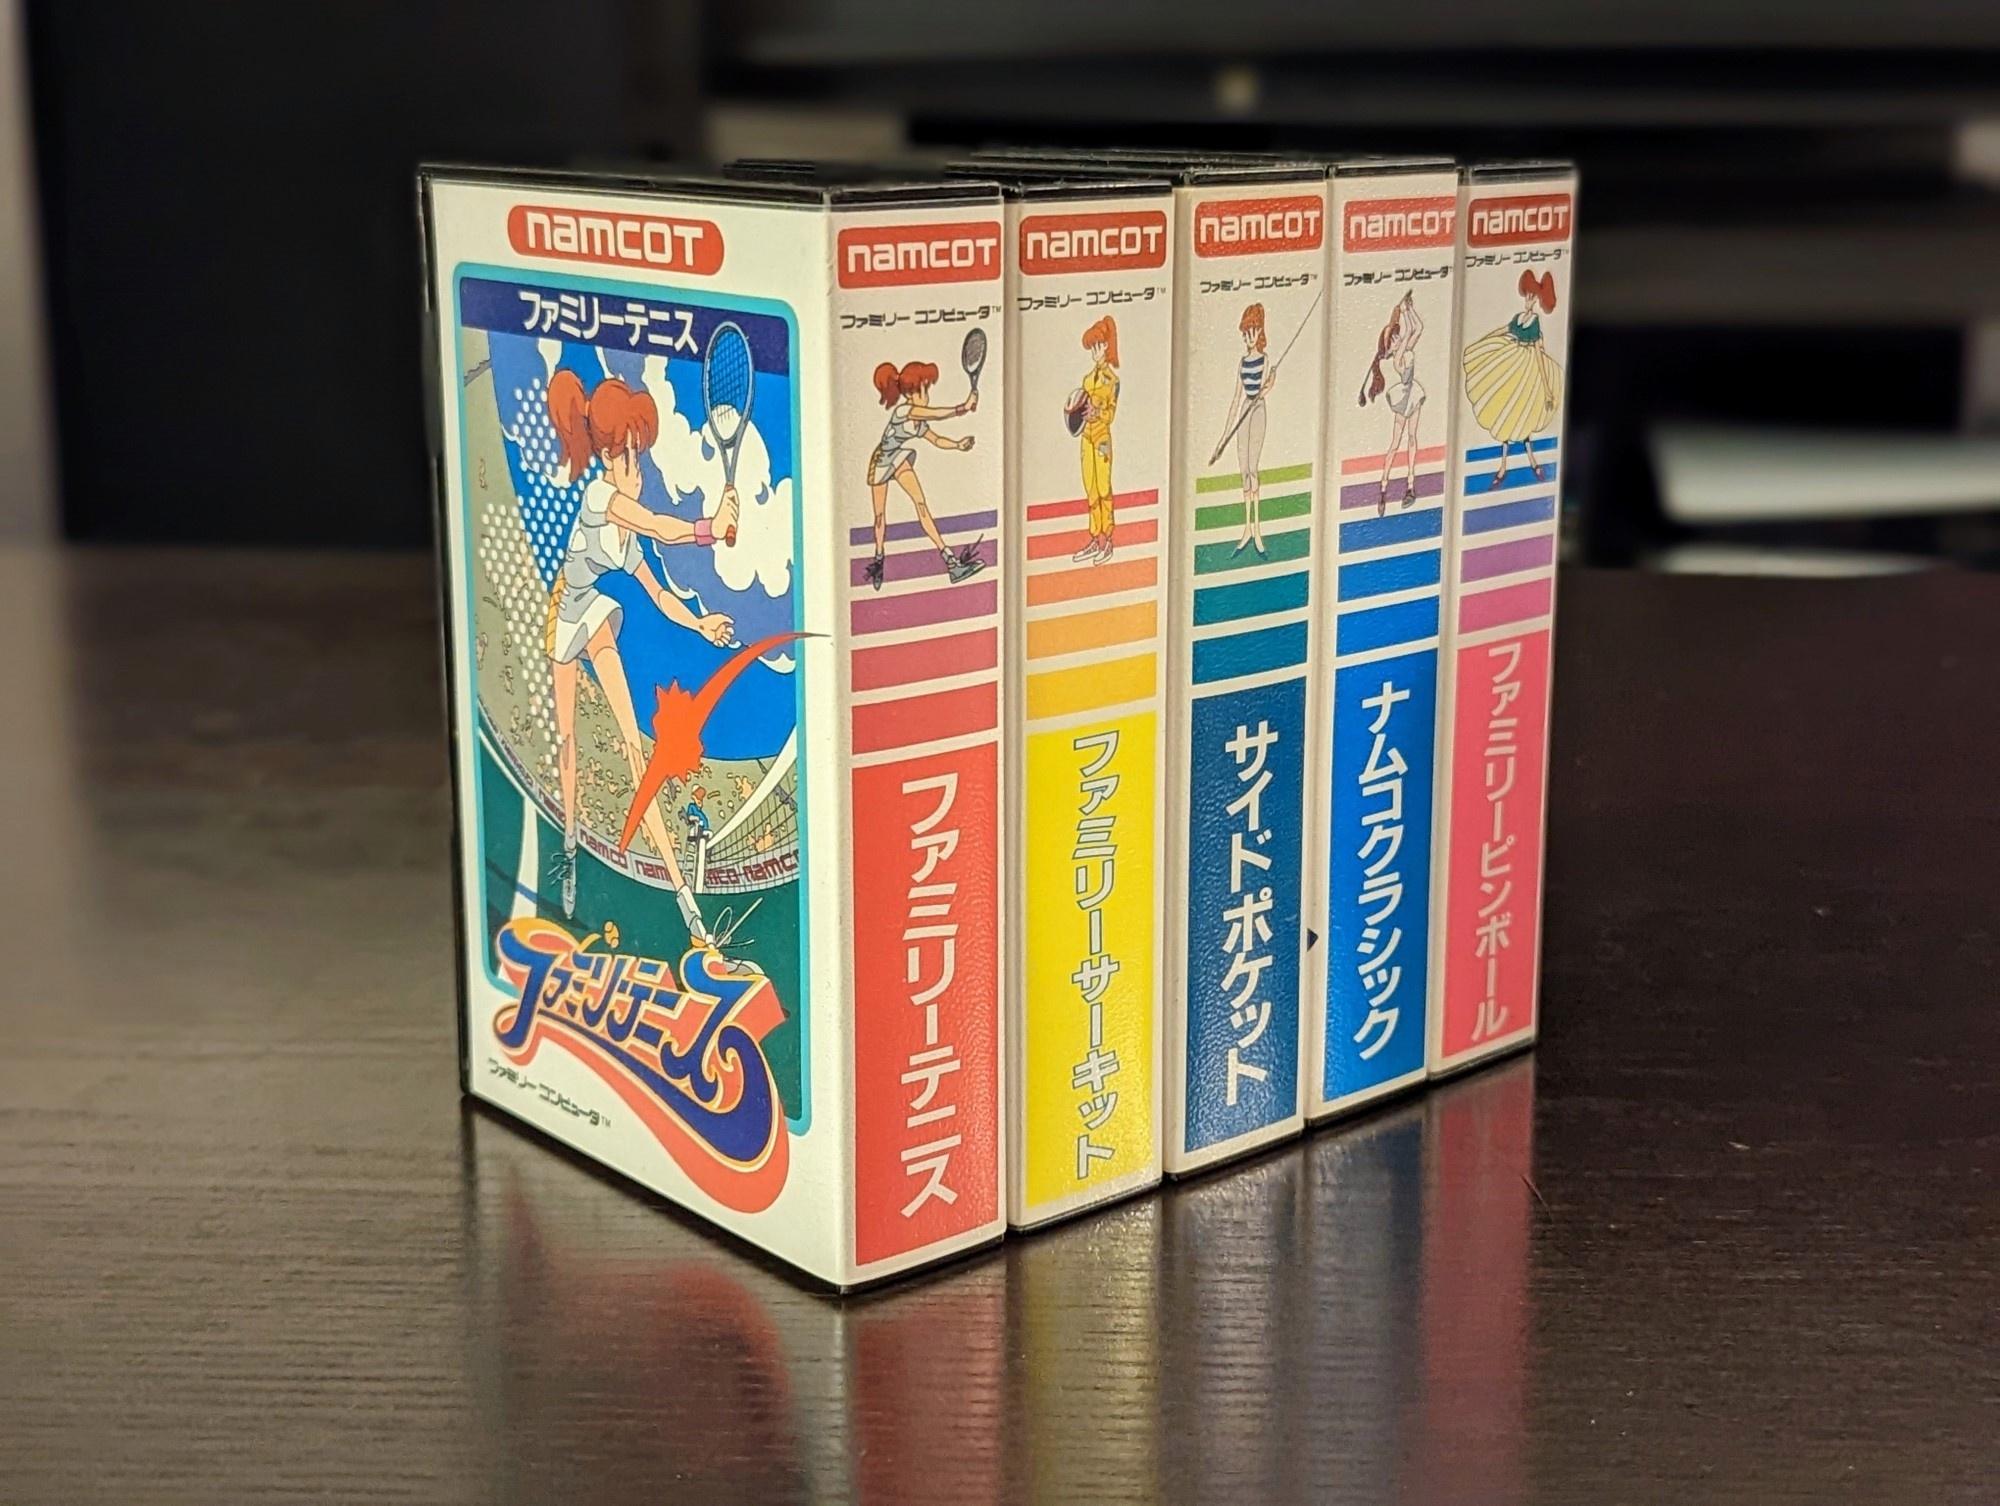 namcot
ファミリーテニス
namco namco namco
ファミリーテニス
ファミリー コンピュータ™
namcot
ファミリー コンピュータ™
ファミリーテニス
namcot
ファミリー コンピュータ™
ファミリーサーキット
namcot
ファミリー コンピュータ™
サイドポケット
namcot
ファミリー コンピュータ™
ナムコクラシック
namcot
ファミリー コンピュータ™
ファミリーピンボール